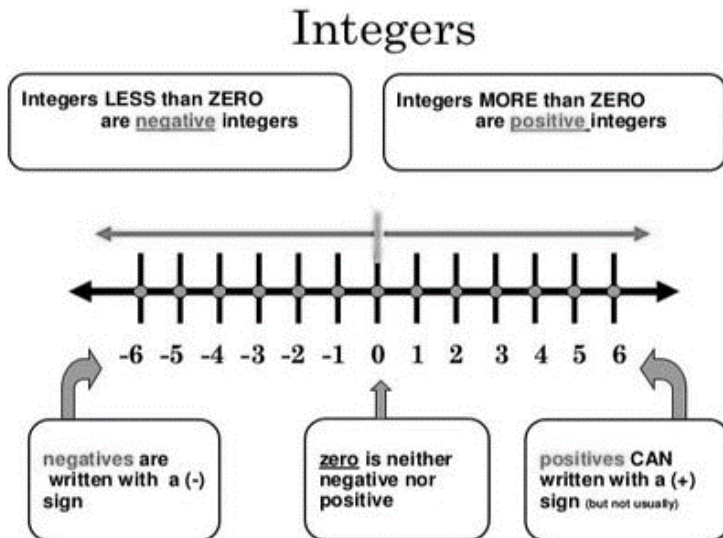 Integers
Integers LESS than ZERO
are negative integers
Integers MORE than ZERO
are positive integers
-6 -5 -4 -3 -2 -1 0 1 2 3 4 5 6
negatives are
written with a (-)
sign
zero is neither
negative nor
positive
positives CAN
written with a (+)
sign (but not usually)